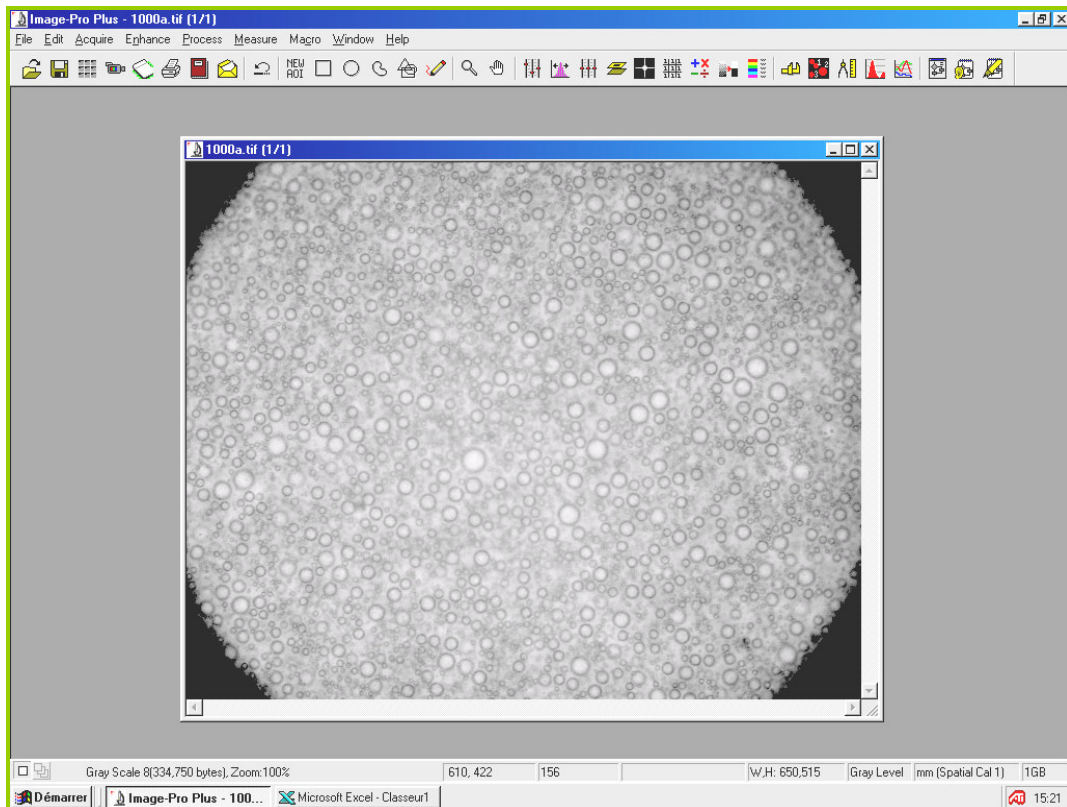 Image-Pro Plus - 1000a.tif (1/1)
File Edit Acquire Enhance Process Measure Macro Window Help
NEW
AOI
1000a.tif (1/1)
Gray Scale 8(334,750 bytes), Zoom:100% 610, 422 156 W,H: 650,515 Gray Level mm (Spatial Cal 1) 1GB
Démarrer Image-Pro Plus - 100... Microsoft Excel - Classeur1 15:21